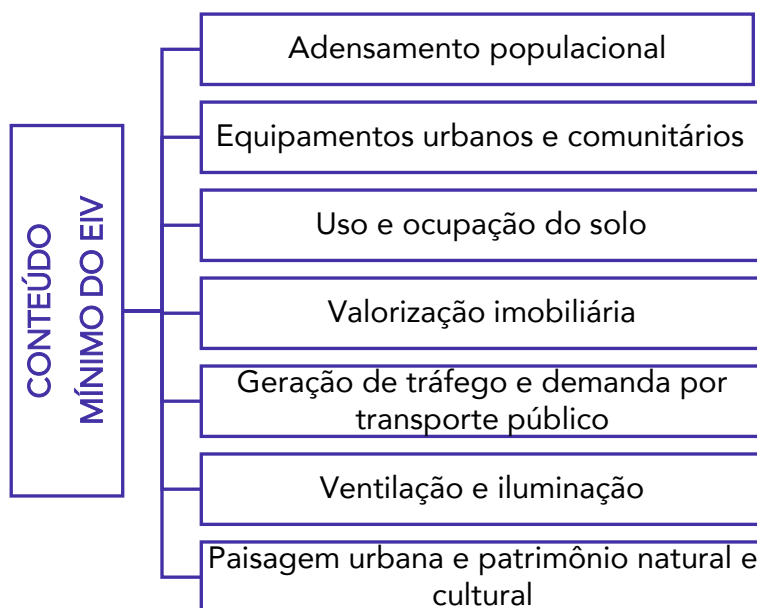 CONTEÚDO
MÍNIMO DO EIV
Adensamento populacional
Equipamentos urbanos e comunitários
Uso e ocupação do solo
Valorização imobiliária
Geração de tráfego e demanda por
transporte público
Ventilação e iluminação
Paisagem urbana e patrimônio natural e
cultural